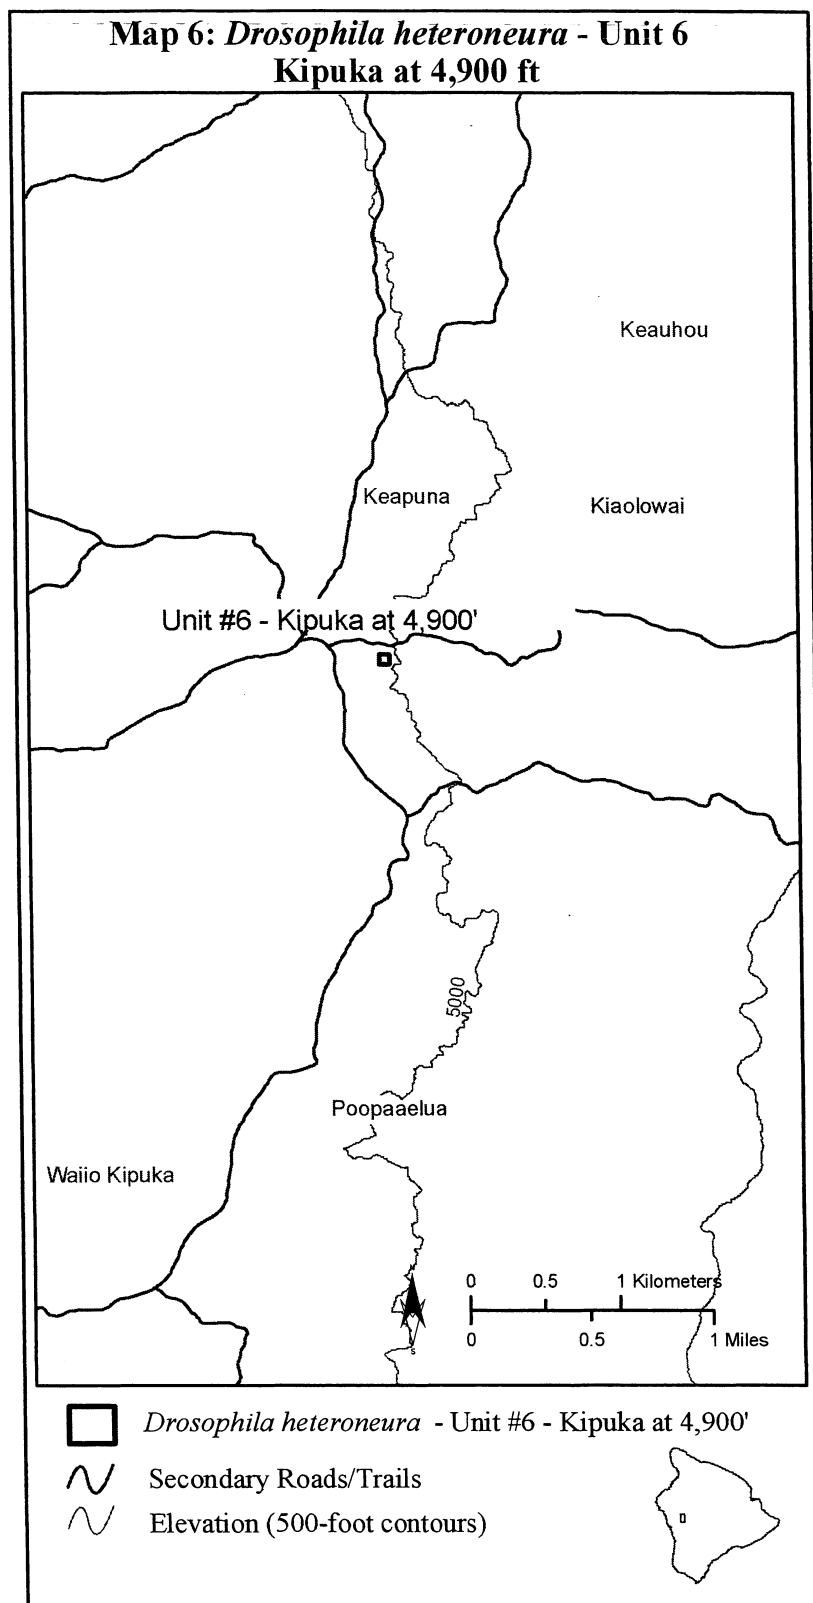 Map 6: Drosophila heteroneura - Unit 6
Kipuka at 4,900 ft
Keauhou
Keapuna
Kiaolowai
Unit #6 - Kipuka at 4,900'
5000
Poopaaelua
Waiio Kipuka
0 0.5 1 Kilometers
0 0.5 1 Miles
S
Drosophila heteroneura - Unit #6 - Kipuka at 4,900'
Secondary Roads/Trails
Elevation (500-foot contours)